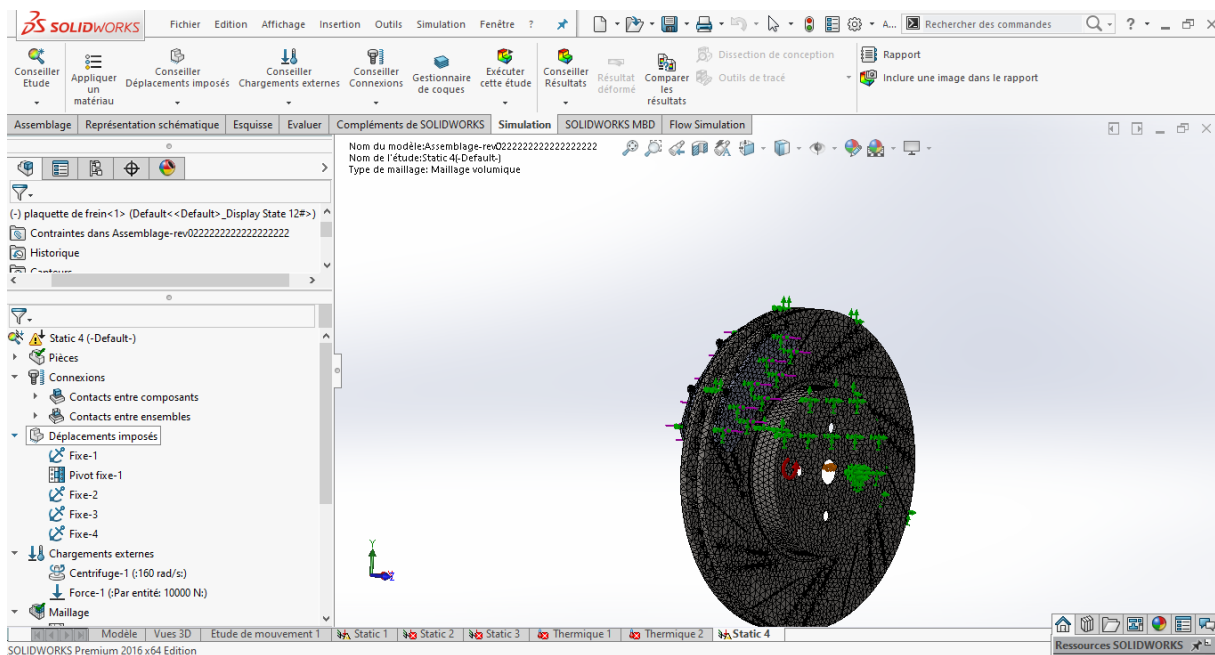 SOLIDWORKS
Fichier Edition Affichage Insertion Outils Simulation Fenêtre ? A... Rechercher des commandes ?
Conseiller Etude
Appliquer un matériau
Conseiller Déplacements imposés
Conseiller Chargements externes
Conseiller Connexions
Gestionnaire de coques
Exécuter cette étude
Conseiller Résultats
Résultat déformé
Comparer les résultats
Dissection de conception
Outils de tracé
Rapport
Inclure une image dans le rapport
Assemblage Représentation schématique Esquisse Evaluer Compléments de SOLIDWORKS Simulation SOLIDWORKS MBD Flow Simulation
Nom du modèle:Assemblage-rev0222222222222222222
Nom de l'étude:Static 4(-Default-)
Type de maillage: Maillage volumique
(-) plaquette de frein<1> (Default<<Default>_Display State 12#>)
Contraintes dans Assemblage-rev0222222222222222222
Historique
Capteurs
Static 4 (-Default-)
Pièces
Connexions
Contacts entre composants
Contacts entre ensembles
Déplacements imposés
Fixe-1
Pivot fixe-1
Fixe-2
Fixe-3
Fixe-4
Chargements externes
Centrifuge-1 (:160 rad/s:)
Force-1 (:Par entité: 10000 N:)
Maillage
Y
Modèle Vues 3D Etude de mouvement 1 Static 1 Static 2 Static 3 Thermique 1 Thermique 2 Static 4
Ressources SOLIDWORKS
SOLIDWORKS Premium 2016 x64 Edition